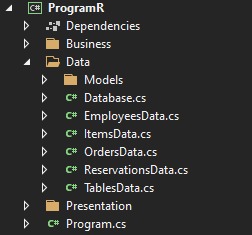 C# ProgramR
Dependencies
Business
Data
Models
C# Database.cs
C# EmployeesData.cs
C# ItemsData.cs
C# OrdersData.cs
C# ReservationsData.cs
C# TablesData.cs
Presentation
C# Program.cs